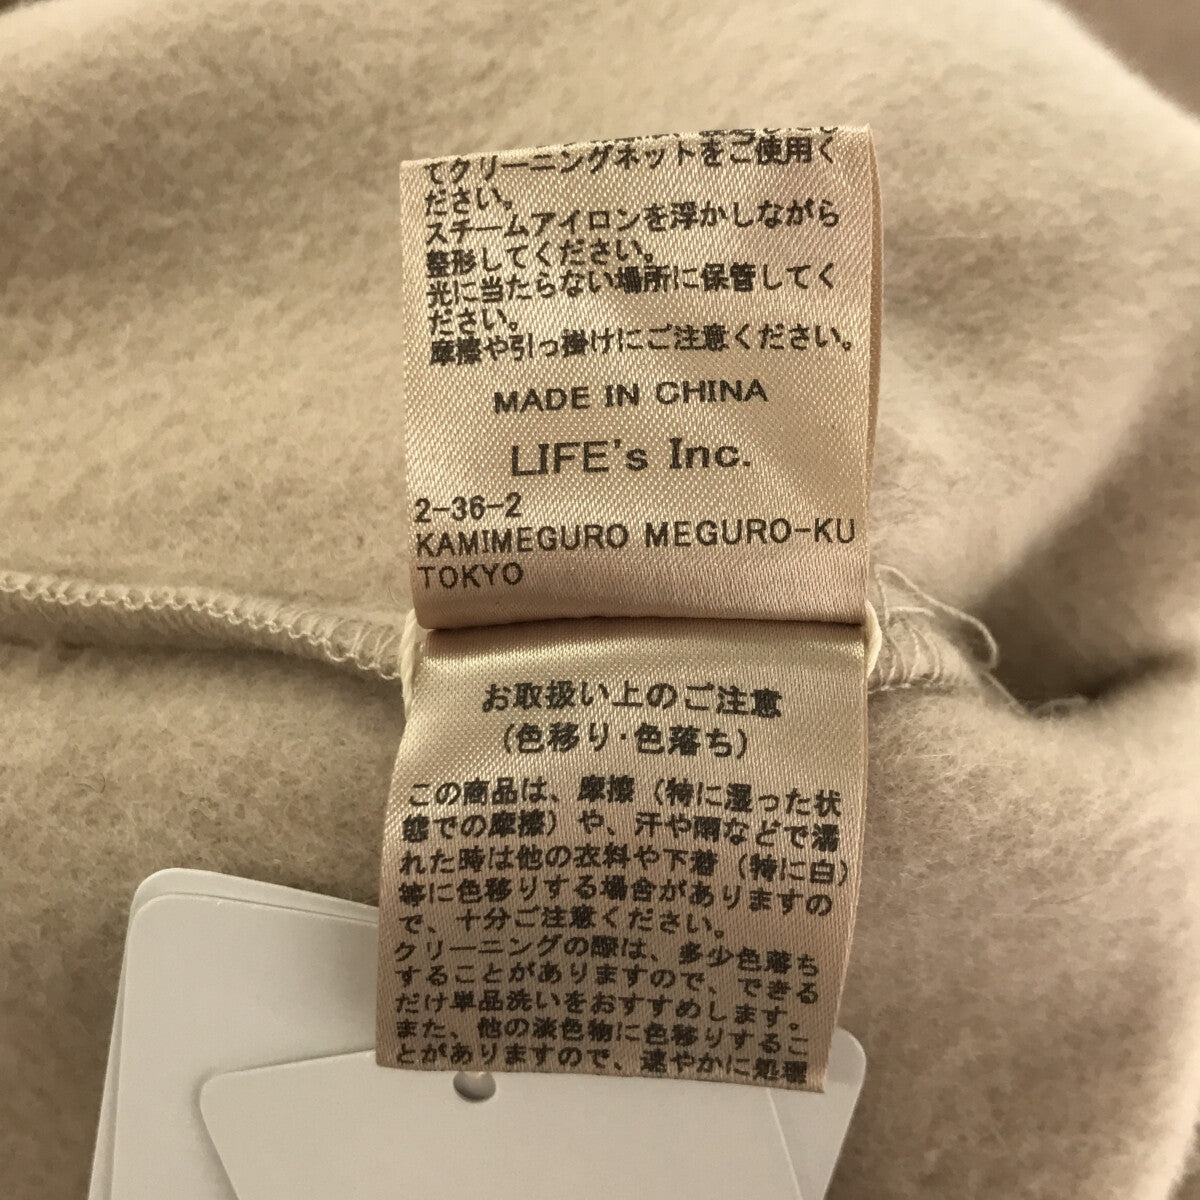 てクリーニングネットをご使用く
ださい。
スチームアイロンを浮かしながら
整形してください。
光に当たらない場所に保管してく
ださい。
摩擦や引っ掛けにご注意ください。
MADE IN CHINA
LIFE's Inc.
2-36-2
KAMIMEGURO MEGURO-KU
TOKYO
お取扱い上のご注意
(色移り・色落ち)
この商品は、摩擦(特に湿った状
態での摩擦)や、汗や雨などで濡
れた時は他の衣料や下着(特に白)
等に色移りする場合がありますの
で、十分ご注意ください。
クリーニングの際は、多少色落ち
することがありますので、できる
だけ単品洗いをおすすめします。
また、他の淡色物に色移りするこ
とがありますので、速やかに処理